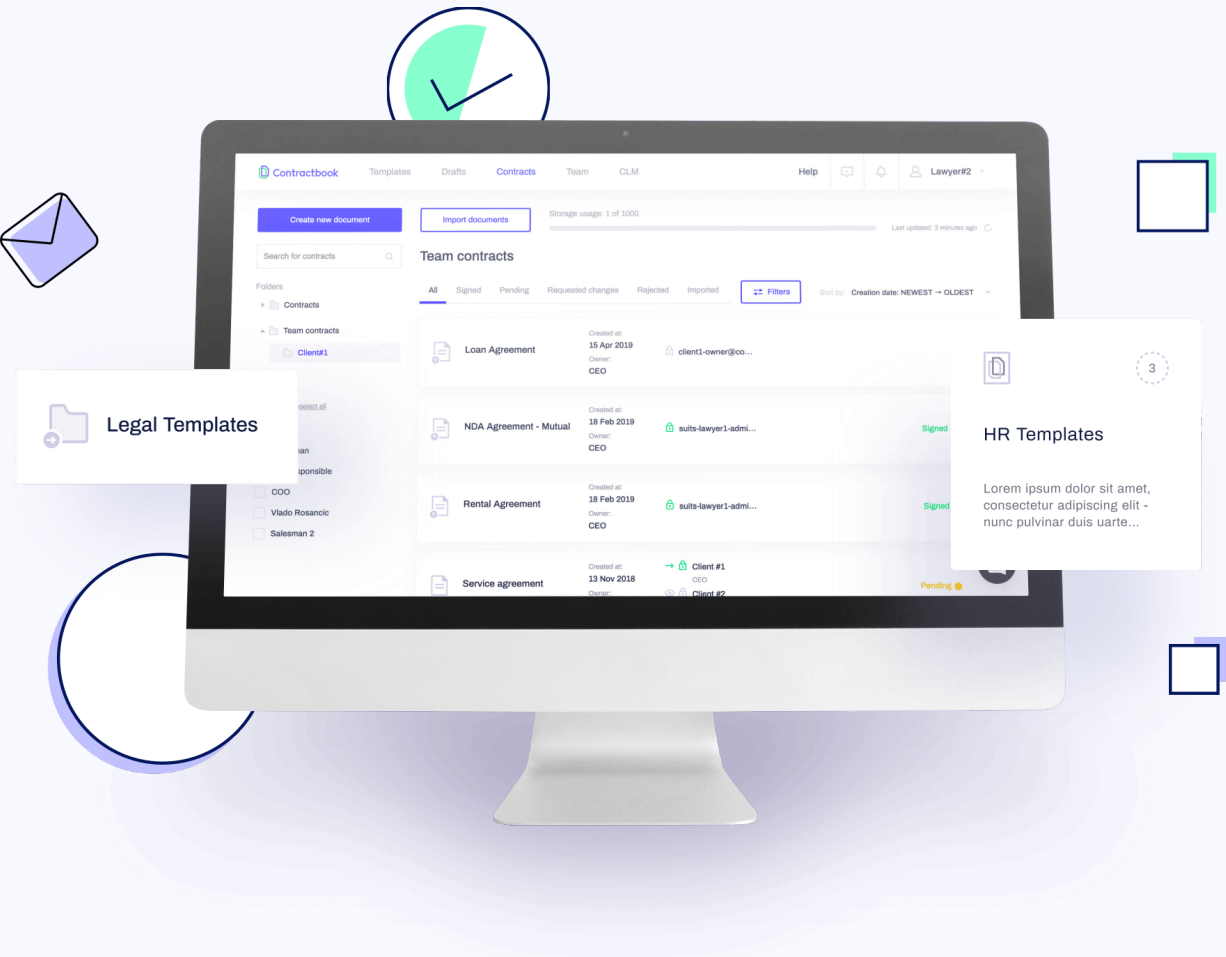 Contractbook
Templates
Drafts
Contracts
Team
CLM
Help
Lawyer#2
Create new document
Import documents
Storage usage: 1 of 1000
Last updated: 3 minutes ago
Search for contracts
Team contracts
Folders
Contracts
Team contracts
Client#1
All
Signed
Pending
Requested changes
Rejected
Imported
Filters
Sort by:
Creation date: NEWEST → OLDEST
Loan Agreement
Created at:
15 Apr 2019
Owner:
CEO
client1-owner@co...
NDA Agreement - Mutual
Created at:
18 Feb 2019
Owner:
CEO
suits-lawyer1-admi...
Signed
Rental Agreement
Created at:
18 Feb 2019
Owner:
CEO
suits-lawyer1-admi...
Signed
Service agreement
Created at:
13 Nov 2018
Owner:
→ Client #1
CEO
Client #2
Pending
Legal Templates
select all
COO
Vlado Rosancic
Salesman 2
3
HR Templates
Lorem ipsum dolor sit amet,
consectetur adipiscing elit -
nunc pulvinar duis uarte...